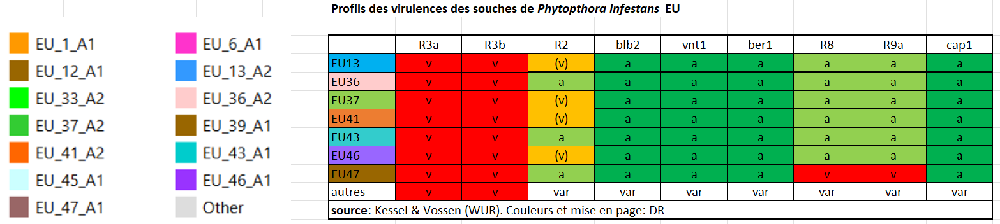 Profils des virulences des souches de Phytopthora infestans EU
EU_1_A1 EU_6_A1
EU_12_A1 EU_13_A2
EU_33_A2 EU_36_A2
EU_37_A2 EU_39_A1
EU_41_A2 EU_43_A1
EU_45_A1 EU_46_A1
EU_47_A1 Other
R3a R3b R2 blb2 vnt1 ber1 R8 R9a cap1
EU13 v v (v) a a a a a a
EU36 v v a a a a a a a
EU37 v v (v) a a a a a a
EU41 v v (v) a a a a a a
EU43 v v a a a a a a a
EU46 v v (v) a a a a a a
EU47 v v a a a a v v a
autres v v var var var var var var var
source: Kessel & Vossen (WUR). Couleurs et mise en page: DR